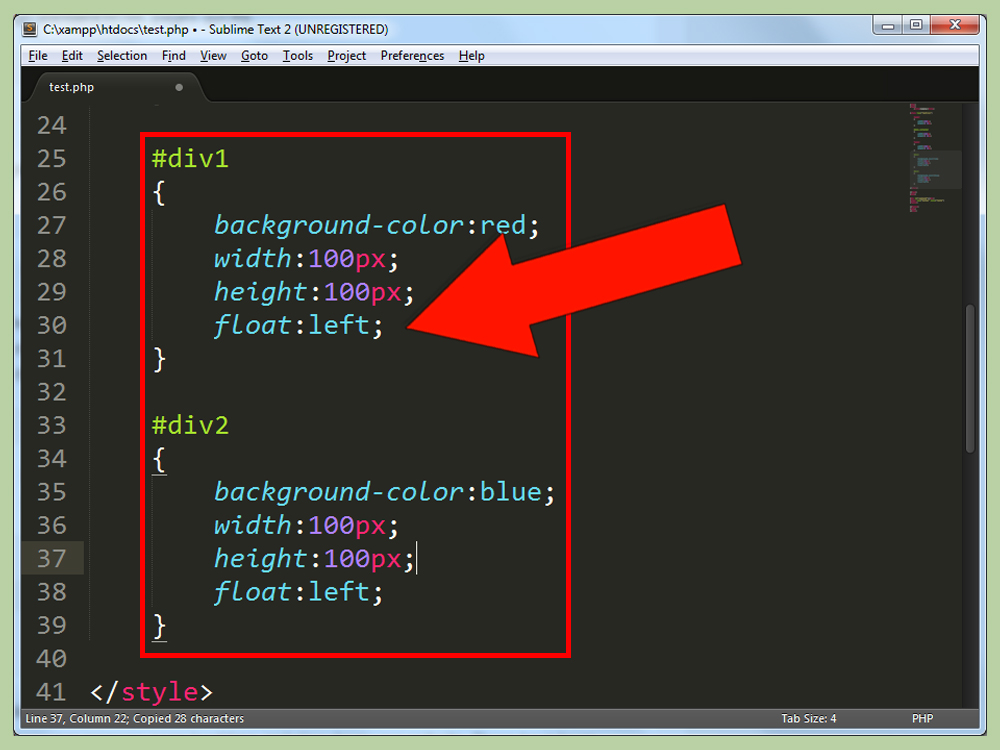 C:\xampp\htdocs\test.php • - Sublime Text 2 (UNREGISTERED)
File Edit Selection Find View Goto Tools Project Preferences Help
test.php
24
25 #div1
26 {
27 background-color:red;
28 width:100px;
29 height:100px;
30 float:left;
31 }
32
33 #div2
34 {
35 background-color:blue;
36 width:100px;
37 height:100px;
38 float:left;
39 }
40
41 </style>
Line 37, Column 22; Copied 28 characters Tab Size: 4 PHP